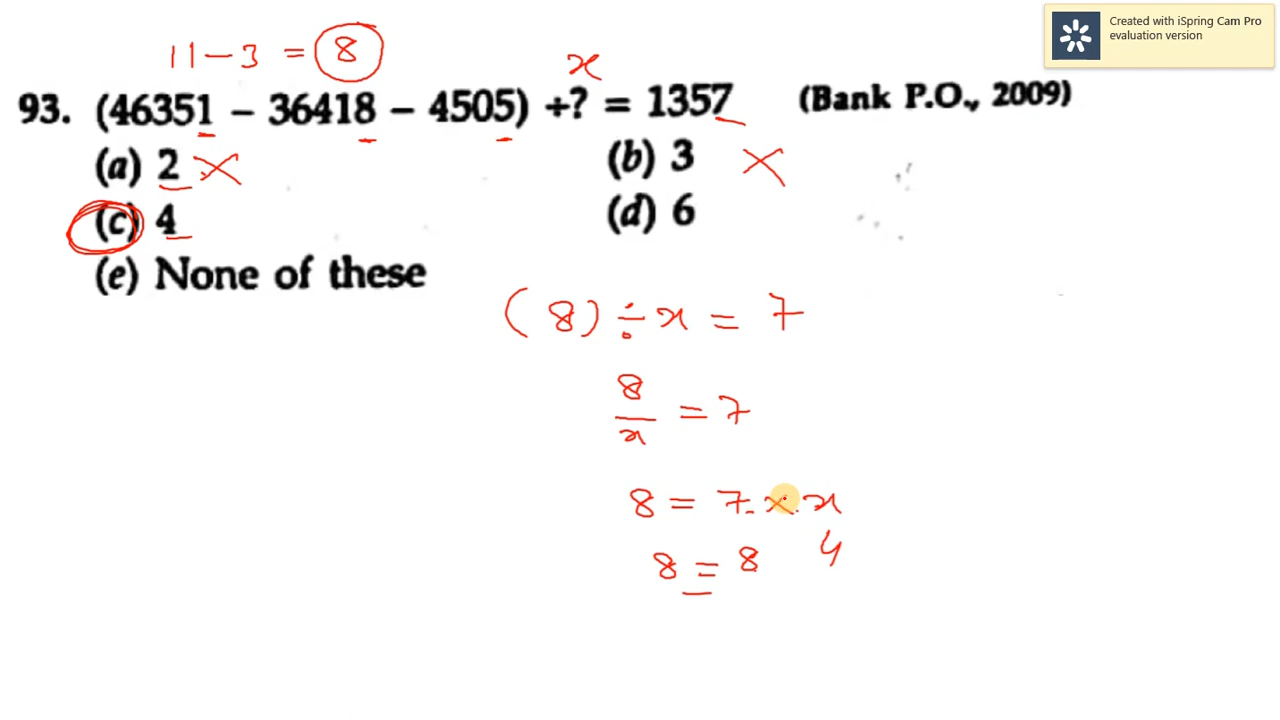 Created with iSpring Cam Pro
evaluation version
11 - 3 = 8
x
93. (46351 – 36418 – 4505) ÷? = 1357 (Bank P.O., 2009)
(a) 2 × (b) 3 ×
(c) 4 (d) 6
(e) None of these
(8) ÷ x = 7
8/x = 7
8 = 7 × x
8 = 8 4